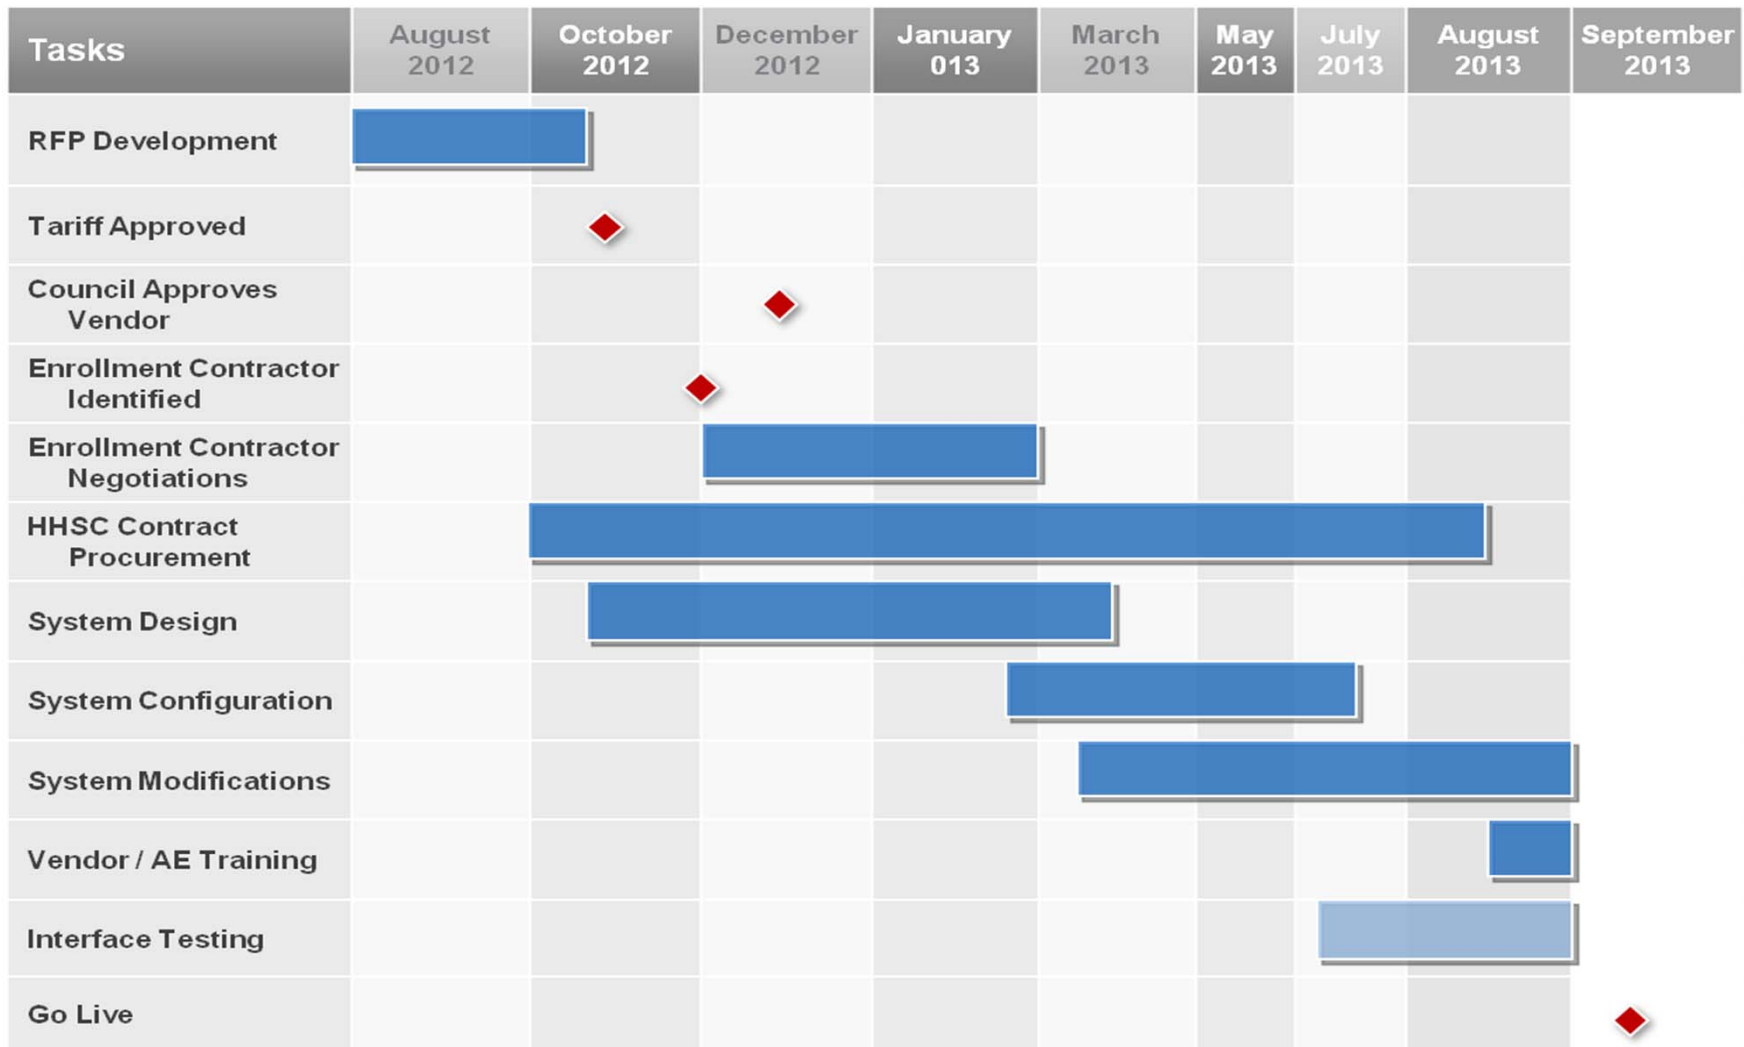 Tasks
August
2012
October
2012
December
2012
January
013
March
2013
May
2013
July
2013
August
2013
September
2013
RFP Development
Tariff Approved
Council Approves
Vendor
Enrollment Contractor
Identified
Enrollment Contractor
Negotiations
HHSC Contract
Procurement
System Design
System Configuration
System Modifications
Vendor / AE Training
Interface Testing
Go Live